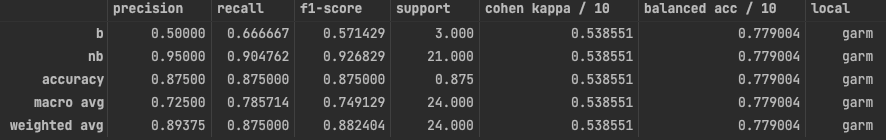 precision recall f1-score support cohen kappa / 10 balanced acc / 10 local
b 0.50000 0.666667 0.571429 3.000 0.538551 0.779004 garm
nb 0.95000 0.904762 0.926829 21.000 0.538551 0.779004 garm
accuracy 0.87500 0.875000 0.875000 0.875 0.538551 0.779004 garm
macro avg 0.72500 0.785714 0.749129 24.000 0.538551 0.779004 garm
weighted avg 0.89375 0.875000 0.882404 24.000 0.538551 0.779004 garm